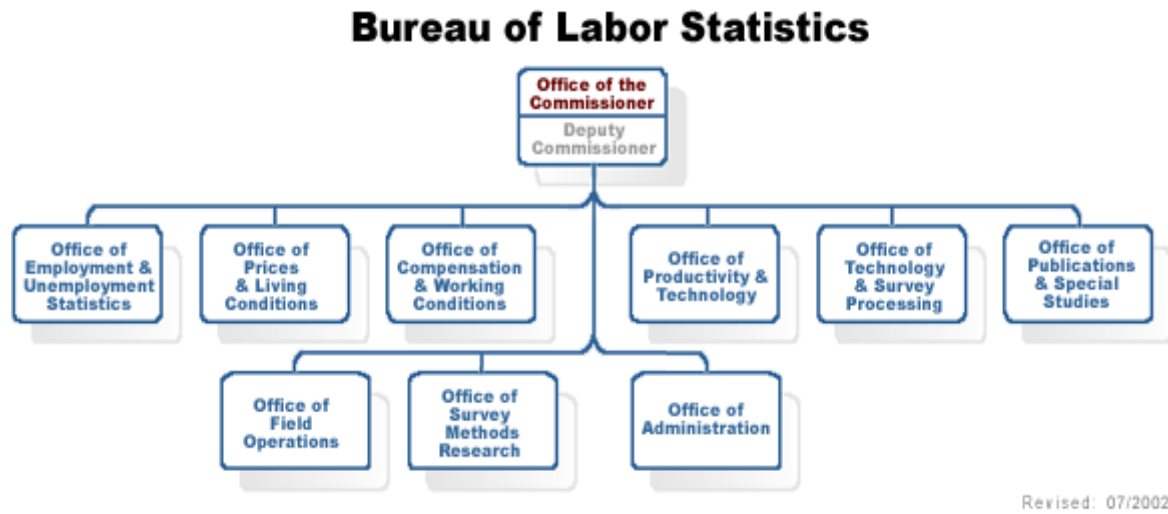 Bureau of Labor Statistics
Office of the
Commissioner
Deputy
Commissioner
Office of
Employment &
Unemployment
Statistics
Office of
Prices
& Living
Conditions
Office of
Compensation
& Working
Conditions
Office of
Productivity &
Technology
Office of
Technology
& Survey
Processing
Office of
Publications
& Special
Studies
Office of
Field
Operations
Office of
Survey
Methods
Research
Office of
Administration
Revised: 07/2002